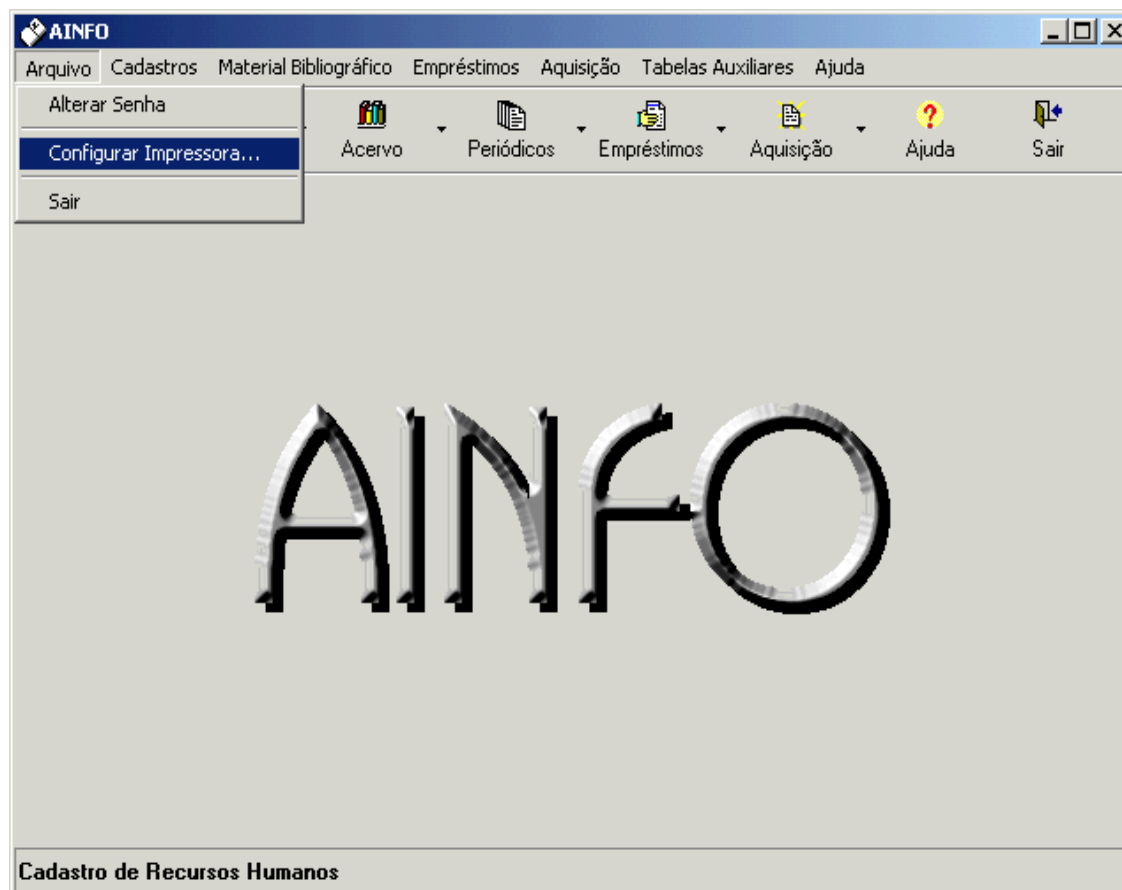 AINFO
Arquivo Cadastros Material Bibliográfico Empréstimos Aquisição Tabelas Auxiliares Ajuda
Alterar Senha
Configurar Impressora...
Sair
Acervo Periódicos Empréstimos Aquisição Ajuda Sair
AINFO
Cadastro de Recursos Humanos